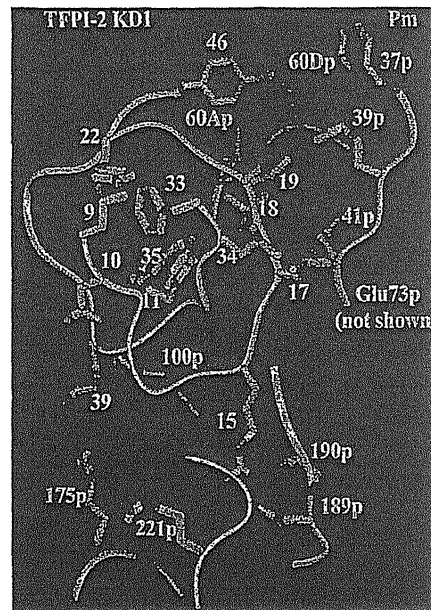 TFPI-2 KD1 Pm
46
60Dp 37p
60Ap
39p
22
33
19
9
18
41p
10 35 34
11
17
Glu73p
(not shown)
100p
39
15
190p
175p
189p
221p